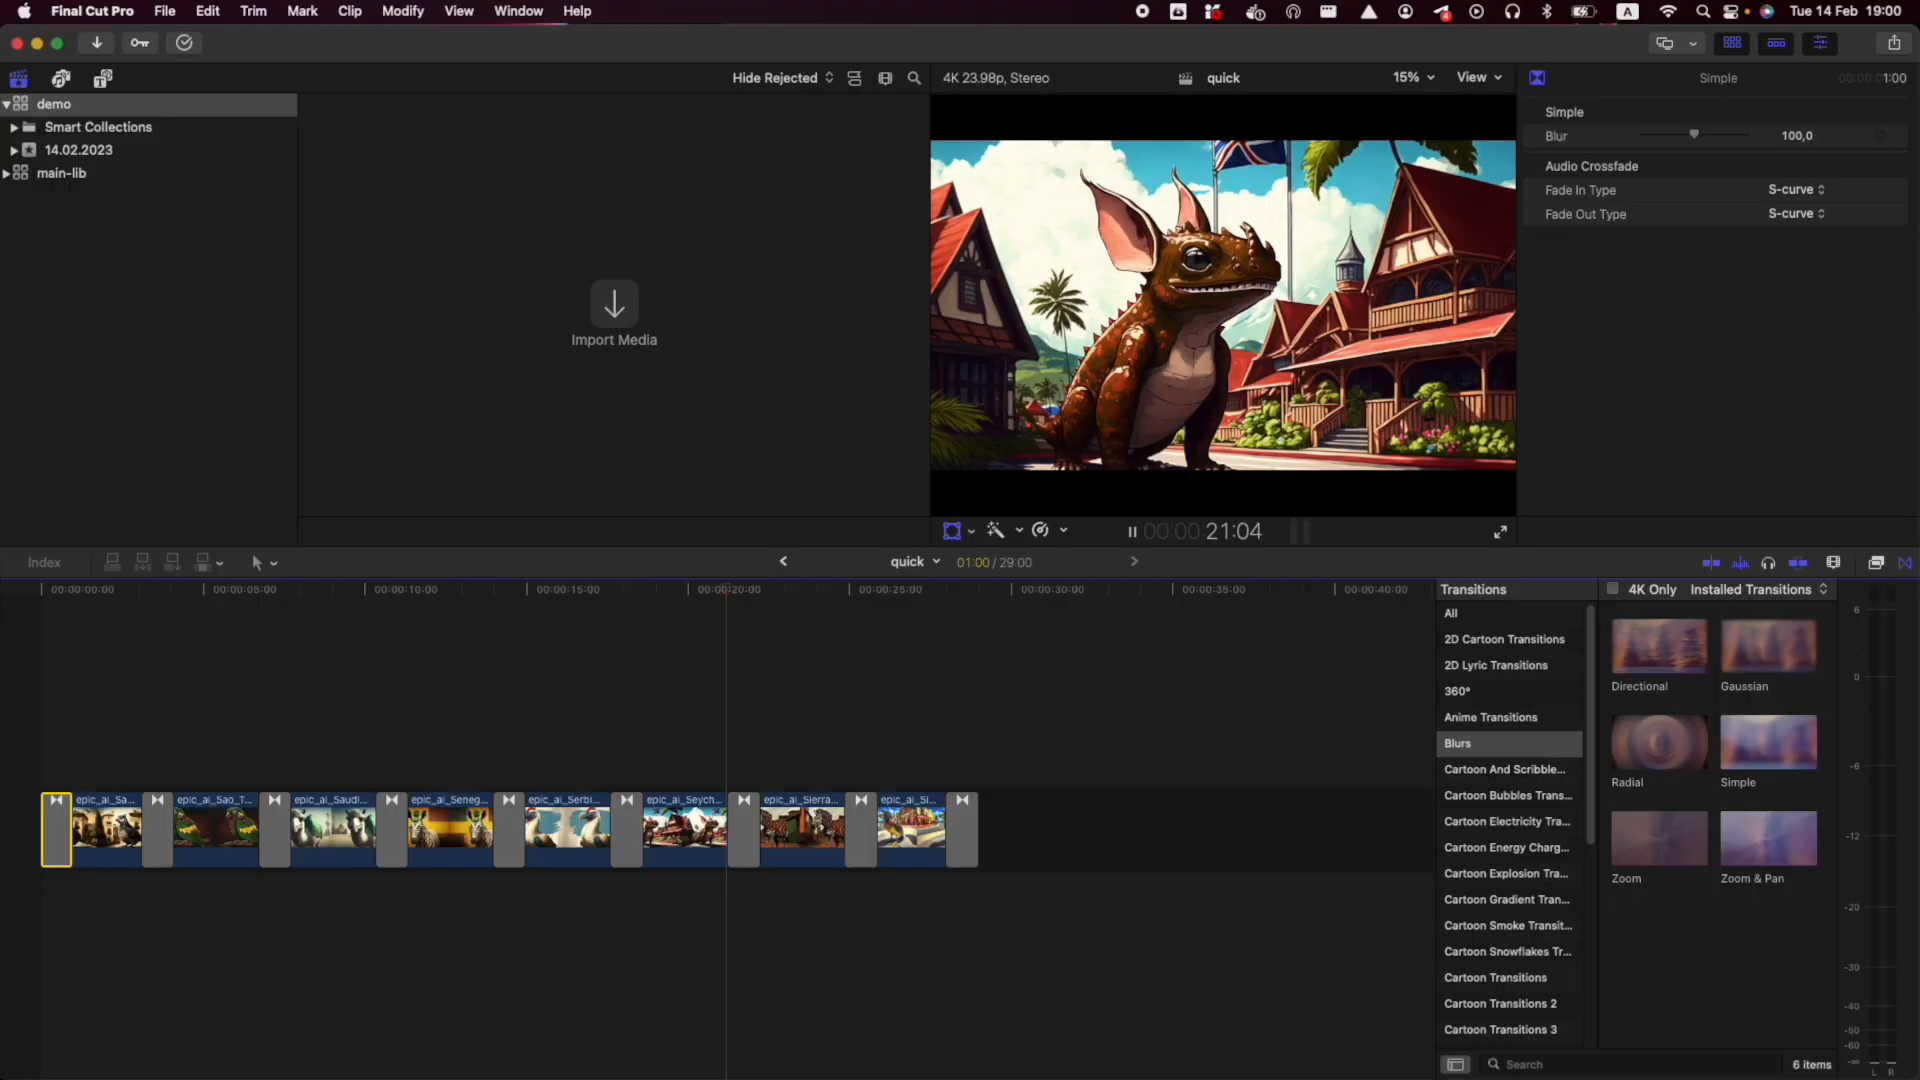 Final Cut Pro File Edit Trim Mark Clip Modify View Window Help
A Tue 14 Feb 19:00
Hide Rejected
4K 23.98p, Stereo
quick
15% View
Simple
00:00:01:00
demo
Smart Collections
14.02.2023
main-lib
Import Media
Simple
Blur 100,0
Audio Crossfade
Fade In Type S-curve
Fade Out Type S-curve
00:00:21:04
Index
quick 01:00 / 29:00
00:00:00:00 00:00:05:00 00:00:10:00 00:00:15:00 00:00:20:00 00:00:25:00 00:00:30:00 00:00:35:00 00:00:40:00
epic_ai_Sa... epic_ai_Sao_T... epic_ai_Saudi... epic_ai_Seneg... epic_ai_Serbi... epic_ai_Seych... epic_ai_Sierra... epic_ai_Si...
Transitions
All
2D Cartoon Transitions
2D Lyric Transitions
360°
Anime Transitions
Blurs
Cartoon And Scribble...
Cartoon Bubbles Trans...
Cartoon Electricity Tra...
Cartoon Energy Charg...
Cartoon Explosion Tra...
Cartoon Gradient Tran...
Cartoon Smoke Transit...
Cartoon Snowflakes Tr...
Cartoon Transitions
Cartoon Transitions 2
Cartoon Transitions 3
4K Only Installed Transitions
Directional Gaussian
Radial Simple
Zoom Zoom & Pan
Search
6 items
6
0
-6
-12
-20
-30
-40
-50
-60
-∞
L R